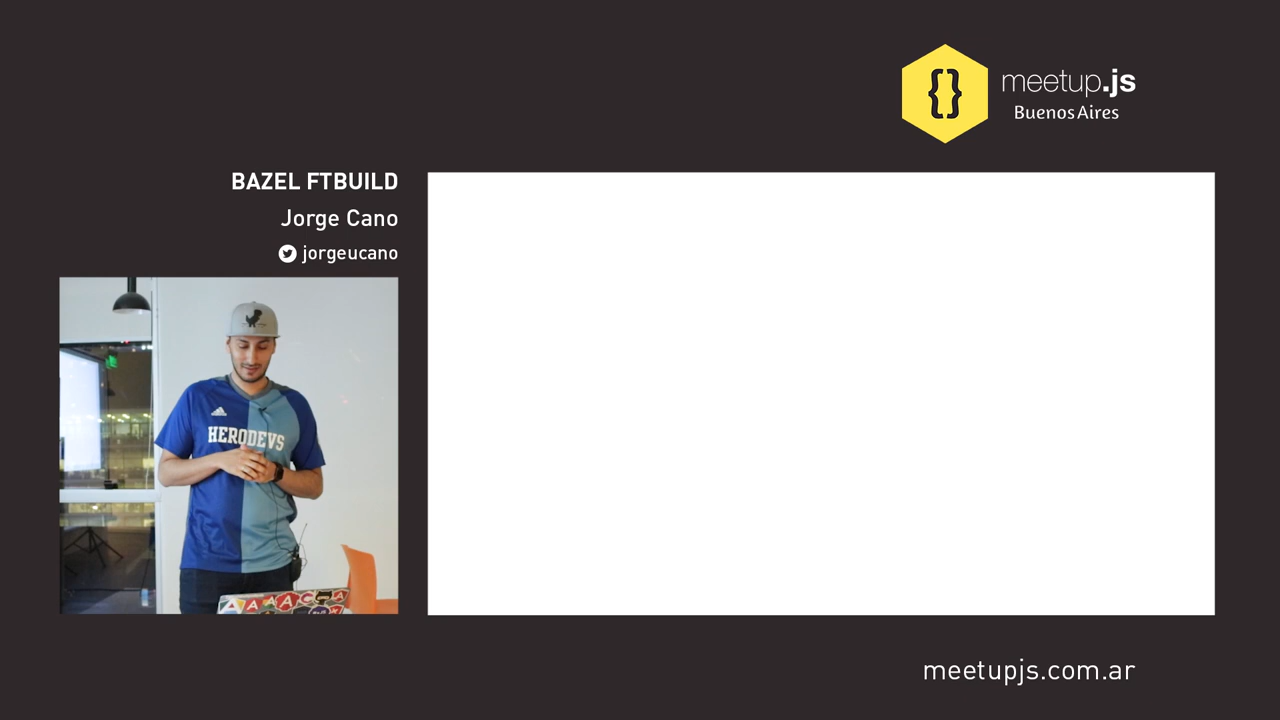 meetup.js
Buenos Aires
BAZEL FTBUILD
Jorge Cano
jorgeucano
HERODEVS
meetupjs.com.ar